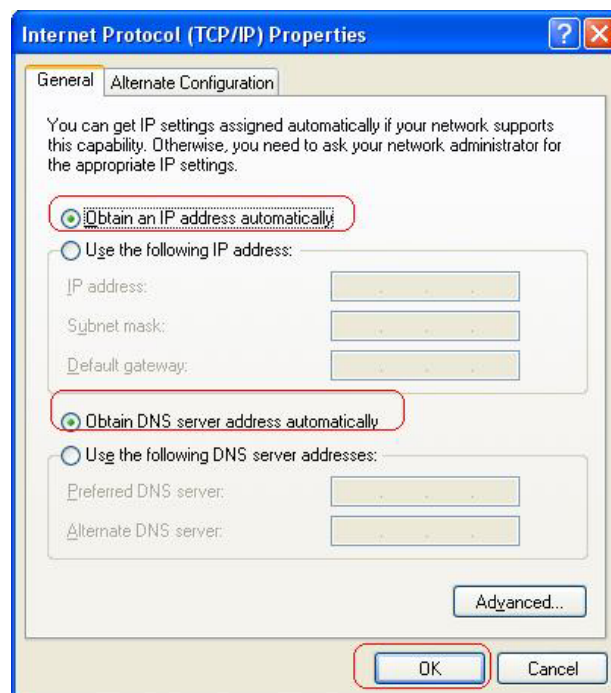 Internet Protocol (TCP/IP) Properties
General
Alternate Configuration
You can get IP settings assigned automatically if your network supports
this capability. Otherwise, you need to ask your network administrator for
the appropriate IP settings.
Obtain an IP address automatically
Use the following IP address:
IP address:
Subnet mask:
Default gateway:
Obtain DNS server address automatically
Use the following DNS server addresses:
Preferred DNS server:
Alternate DNS server:
Advanced...
OK
Cancel